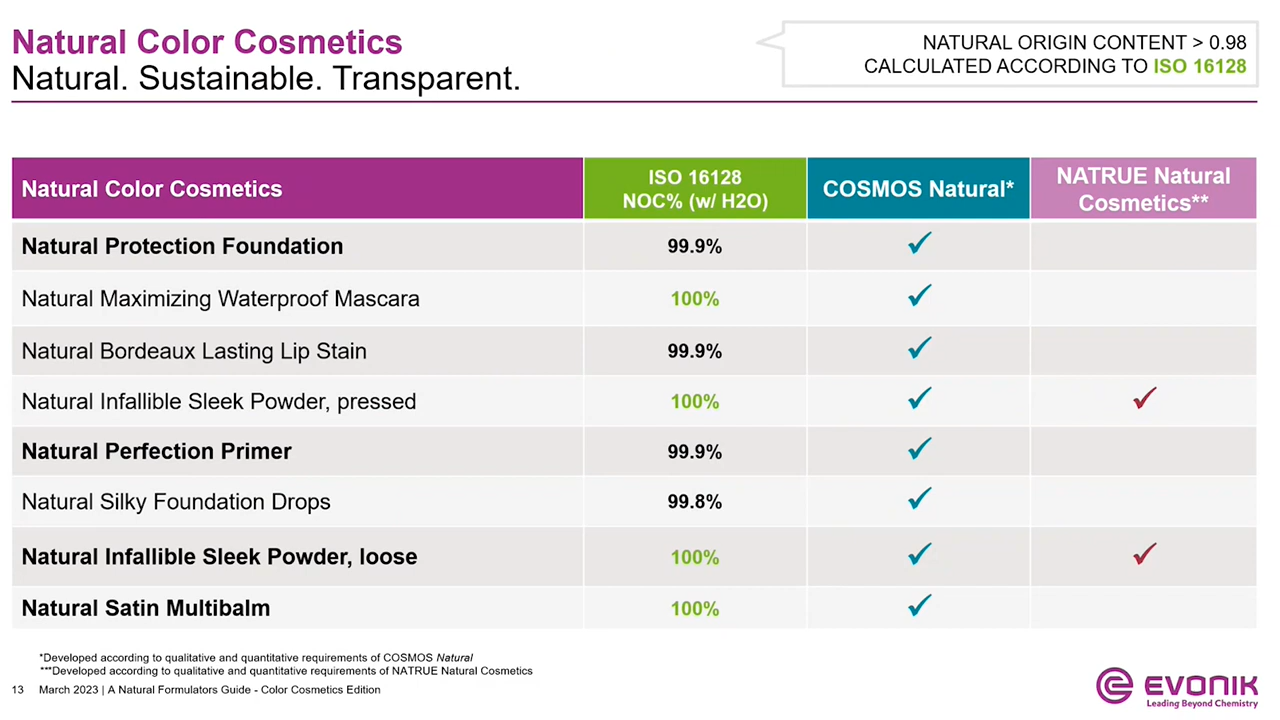 Natural Color Cosmetics
Natural. Sustainable. Transparent.
NATURAL ORIGIN CONTENT > 0.98
CALCULATED ACCORDING TO ISO 16128
Natural Color Cosmetics
ISO 16128
NOC% (w/ H2O)
COSMOS Natural*
NATRUE Natural
Cosmetics**
Natural Protection Foundation 99.9% ✓
Natural Maximizing Waterproof Mascara 100% ✓
Natural Bordeaux Lasting Lip Stain 99.9% ✓
Natural Infallible Sleek Powder, pressed 100% ✓ ✓
Natural Perfection Primer 99.9% ✓
Natural Silky Foundation Drops 99.8% ✓
Natural Infallible Sleek Powder, loose 100% ✓ ✓
Natural Satin Multibalm 100% ✓
*Developed according to qualitative and quantitative requirements of COSMOS Natural
***Developed according to qualitative and quantitative requirements of NATRUE Natural Cosmetics
13 March 2023 | A Natural Formulators Guide - Color Cosmetics Edition
EVONIK
Leading Beyond Chemistry